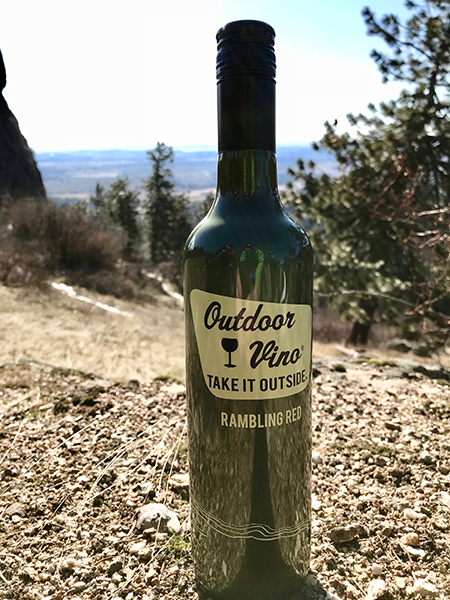 Outdoor
Vino®
TAKE IT OUTSIDE.
RAMBLING RED